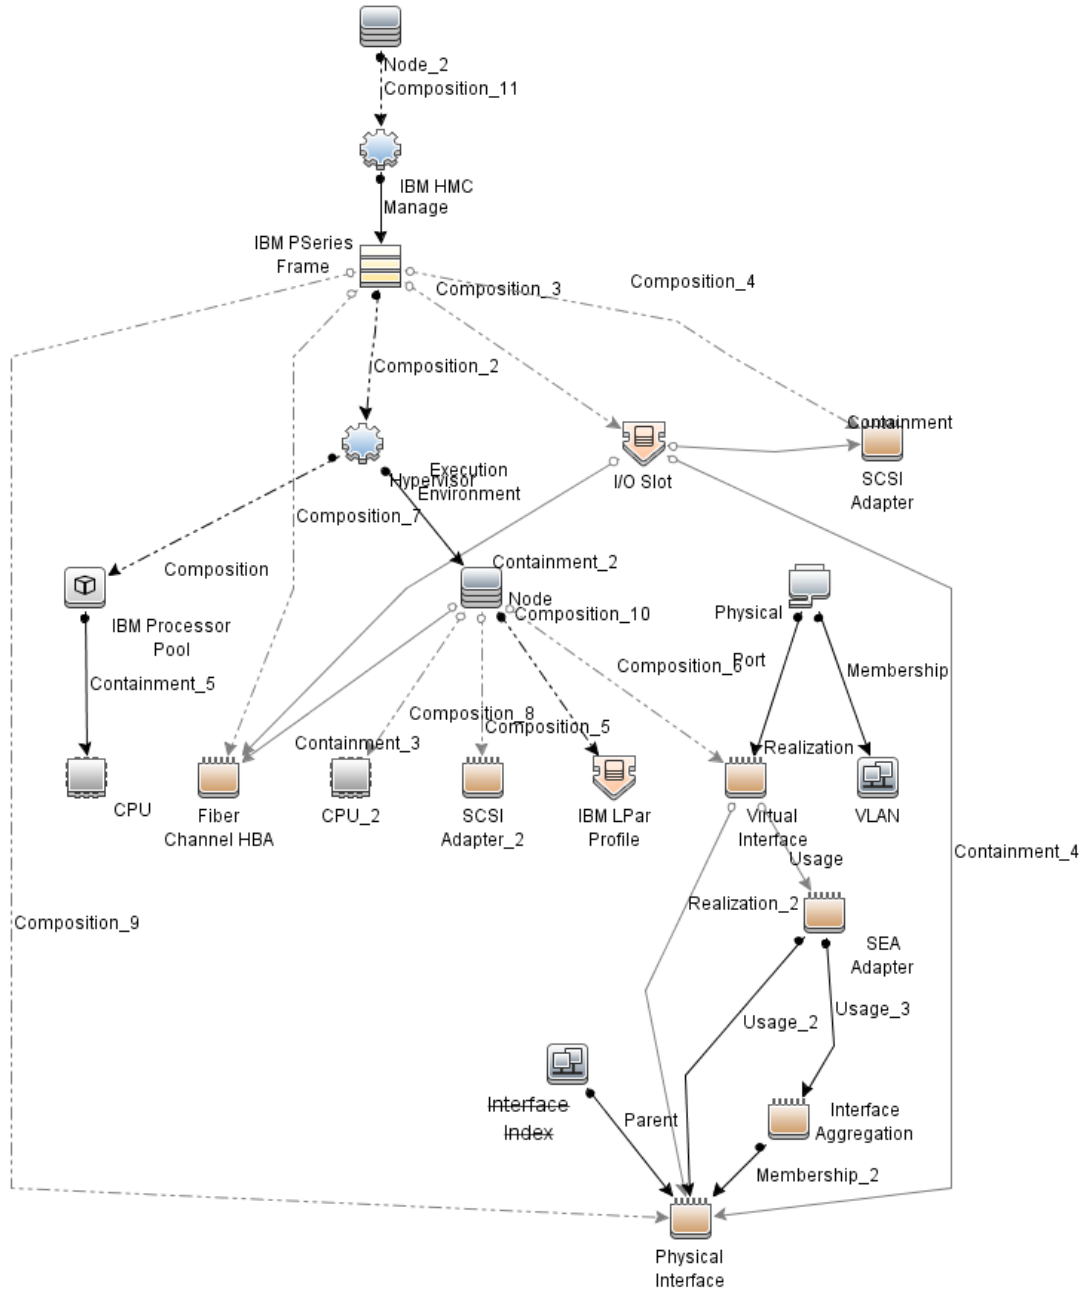 Node_2
Composition_11
IBM HMC
Manage
IBM PSeries
Frame
Composition_3
Composition_4
Composition_2
Containment
Execution
Hypervisor
Environment
I/O Slot
SCSI
Adapter
Composition_7
Composition
Containment_2
Node
Composition_10
Physical
Port
IBM Processor
Pool
Composition_6
Membership
Containment_5
Composition_8
Composition_5
Containment_3
Realization
CPU
Fiber
Channel HBA
CPU_2
SCSI
Adapter_2
IBM LPar
Profile
Virtual
Interface
VLAN
Usage
Containment_4
Realization_2
Composition_9
SEA
Adapter
Usage_3
Usage_2
Interface
Index
Parent
Interface
Aggregation
Membership_2
Physical
Interface